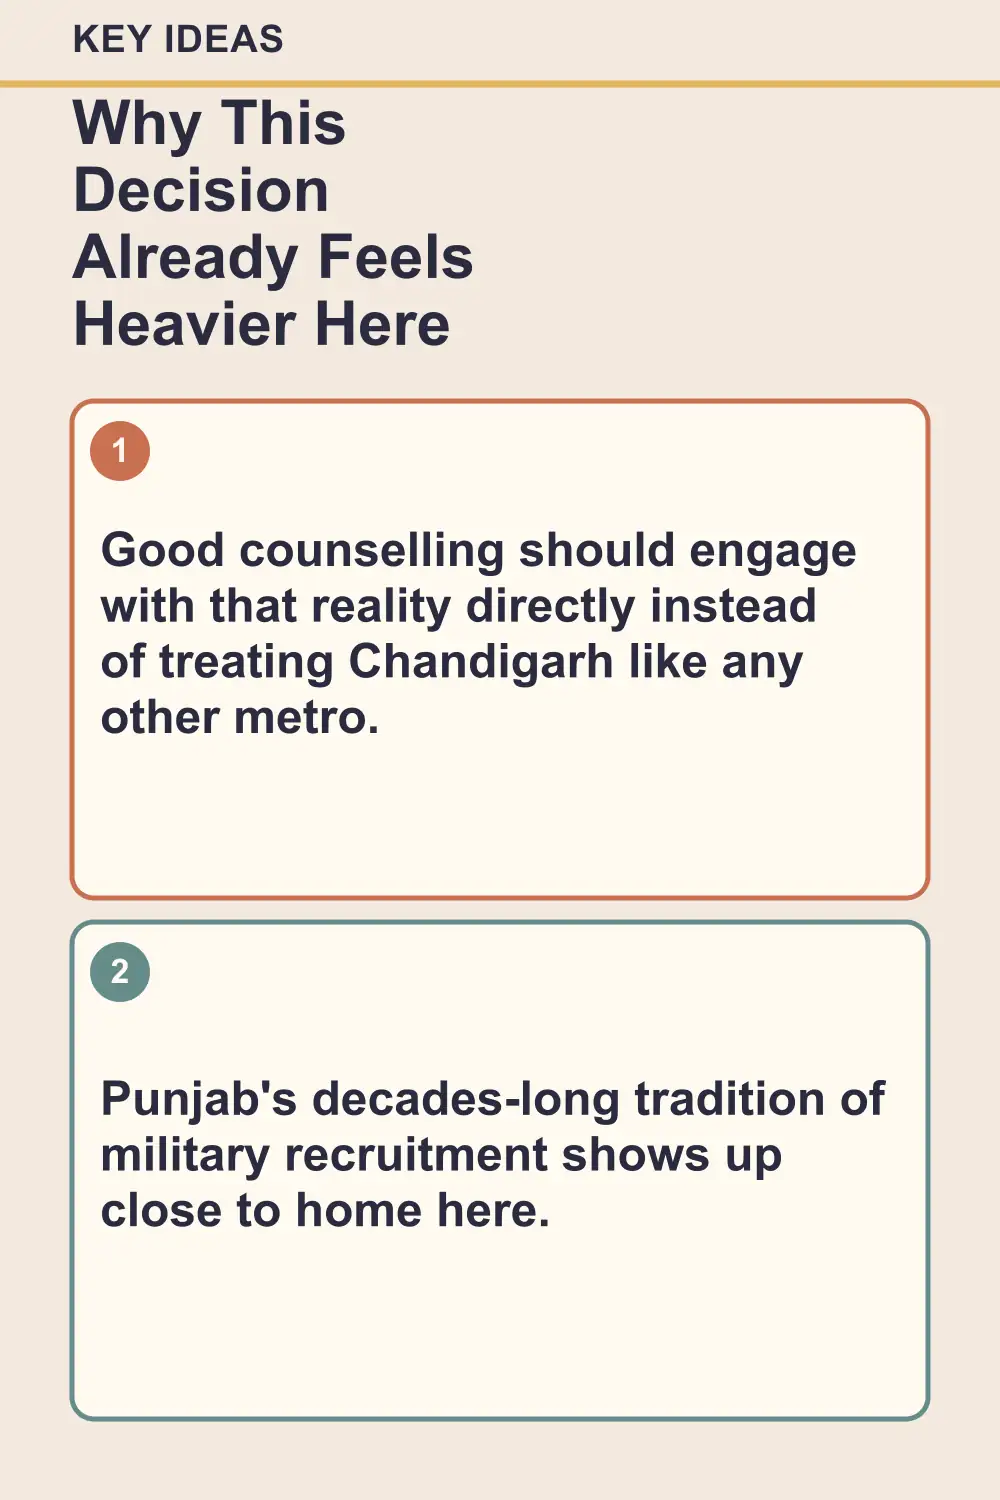 KEY IDEAS
Why This
Decision
Already Feels
Heavier Here
1
Good counselling should engage
with that reality directly instead
of treating Chandigarh like any
other metro.
2
Punjab's decades-long tradition of
military recruitment shows up
close to home here.